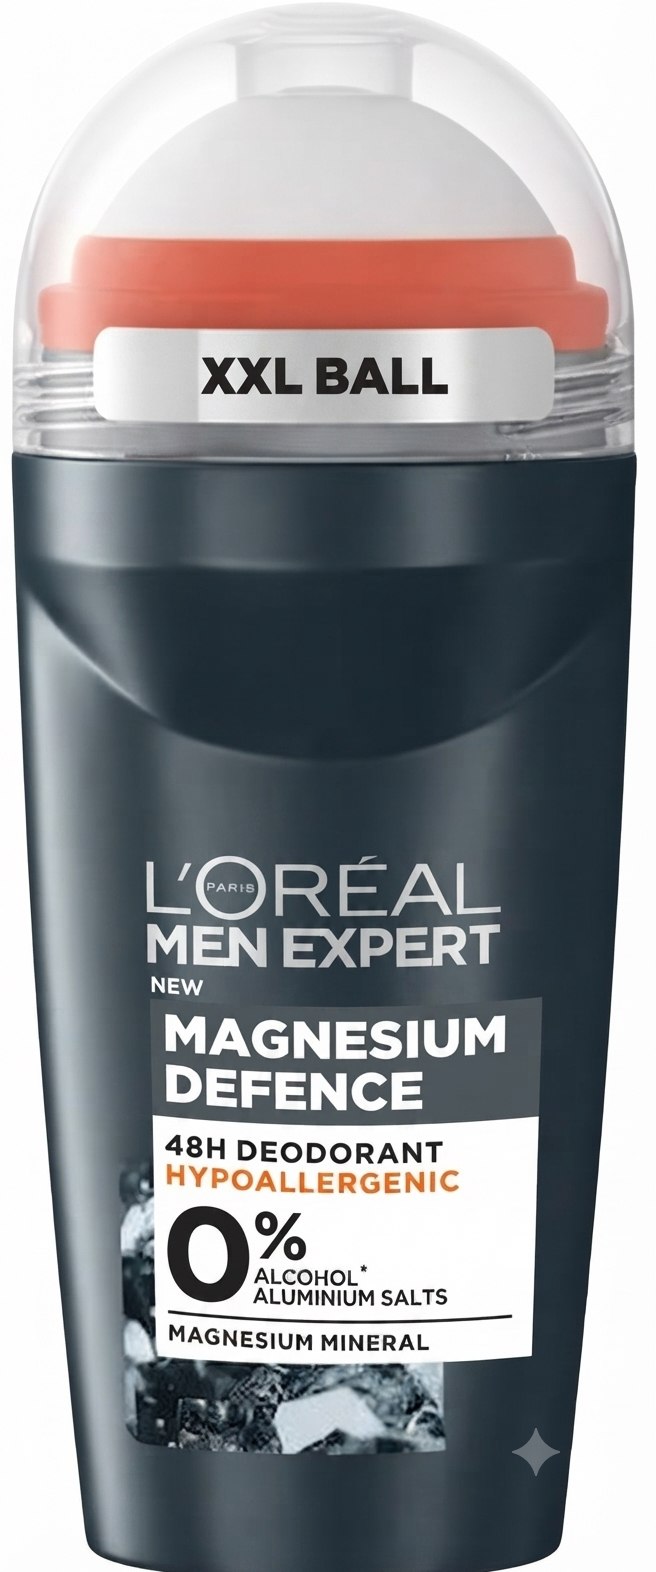 XXL BALL
L'ORÉAL
PARIS
MEN EXPERT
NEW
MAGNESIUM
DEFENCE
48H DEODORANT
HYPOALLERGENIC
0%
ALCOHOL*
ALUMINIUM SALTS
MAGNESIUM MINERAL